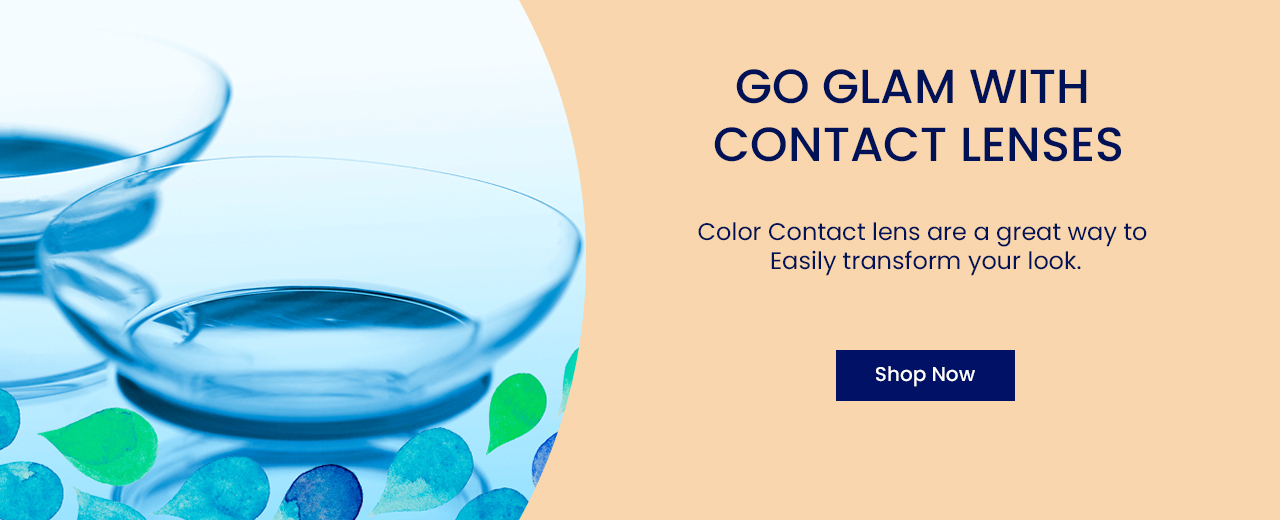 GO GLAM WITH
CONTACT LENSES
Color Contact lens are a great way to
Easily transform your look.
Shop Now